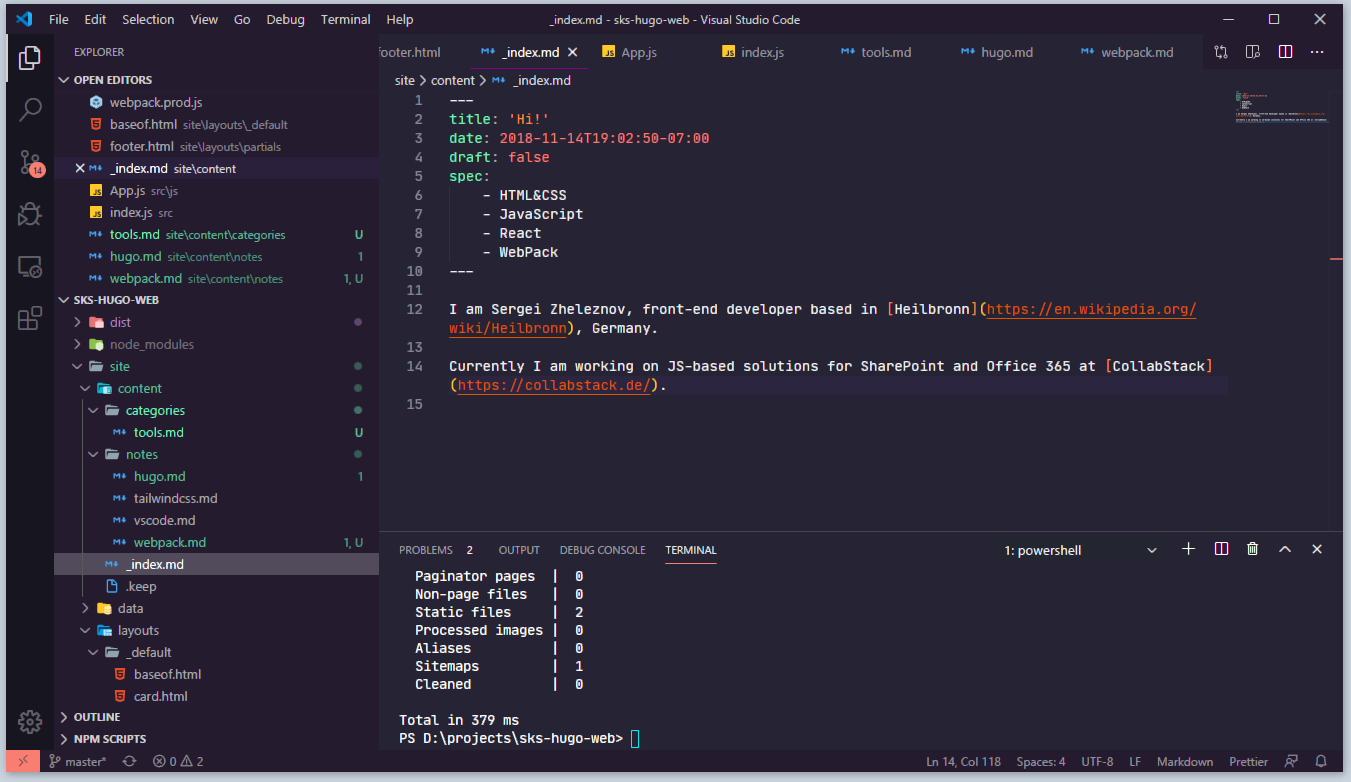 File Edit Selection View Go Debug Terminal Help
_index.md - sks-hugo-web - Visual Studio Code
EXPLORER
OPEN EDITORS
webpack.prod.js
baseof.html site\layouts\_default
footer.html site\layouts\partials
_index.md site\content
App.js src\js
index.js src
tools.md site\content\categories U
hugo.md site\content\notes 1
webpack.md site\content\notes 1, U
SKS-HUGO-WEB
dist
node_modules
site
content
categories
tools.md U
notes
hugo.md 1
tailwindcss.md
vscode.md
webpack.md 1, U
_index.md
.keep
data
layouts
_default
baseof.html
card.html
OUTLINE
NPM SCRIPTS
14
footer.html _index.md App.js index.js tools.md hugo.md webpack.md
site > content > _index.md
1 ---
2 title: 'Hi!'
3 date: 2018-11-14T19:02:50-07:00
4 draft: false
5 spec:
6 - HTML&CSS
7 - JavaScript
8 - React
9 - WebPack
10 ---
11
12 I am Sergei Zheleznov, front-end developer based in [Heilbronn](https://en.wikipedia.org/
wiki/Heilbronn), Germany.
13
14 Currently I am working on JS-based solutions for SharePoint and Office 365 at [CollabStack]
(https://collabstack.de/).
15
PROBLEMS 2 OUTPUT DEBUG CONSOLE TERMINAL 1: powershell
Paginator pages | 0
Non-page files | 0
Static files | 2
Processed images | 0
Aliases | 0
Sitemaps | 1
Cleaned | 0
Total in 379 ms
PS D:\projects\sks-hugo-web>
master* 0 2 Ln 14, Col 118 Spaces: 4 UTF-8 LF Markdown Prettier